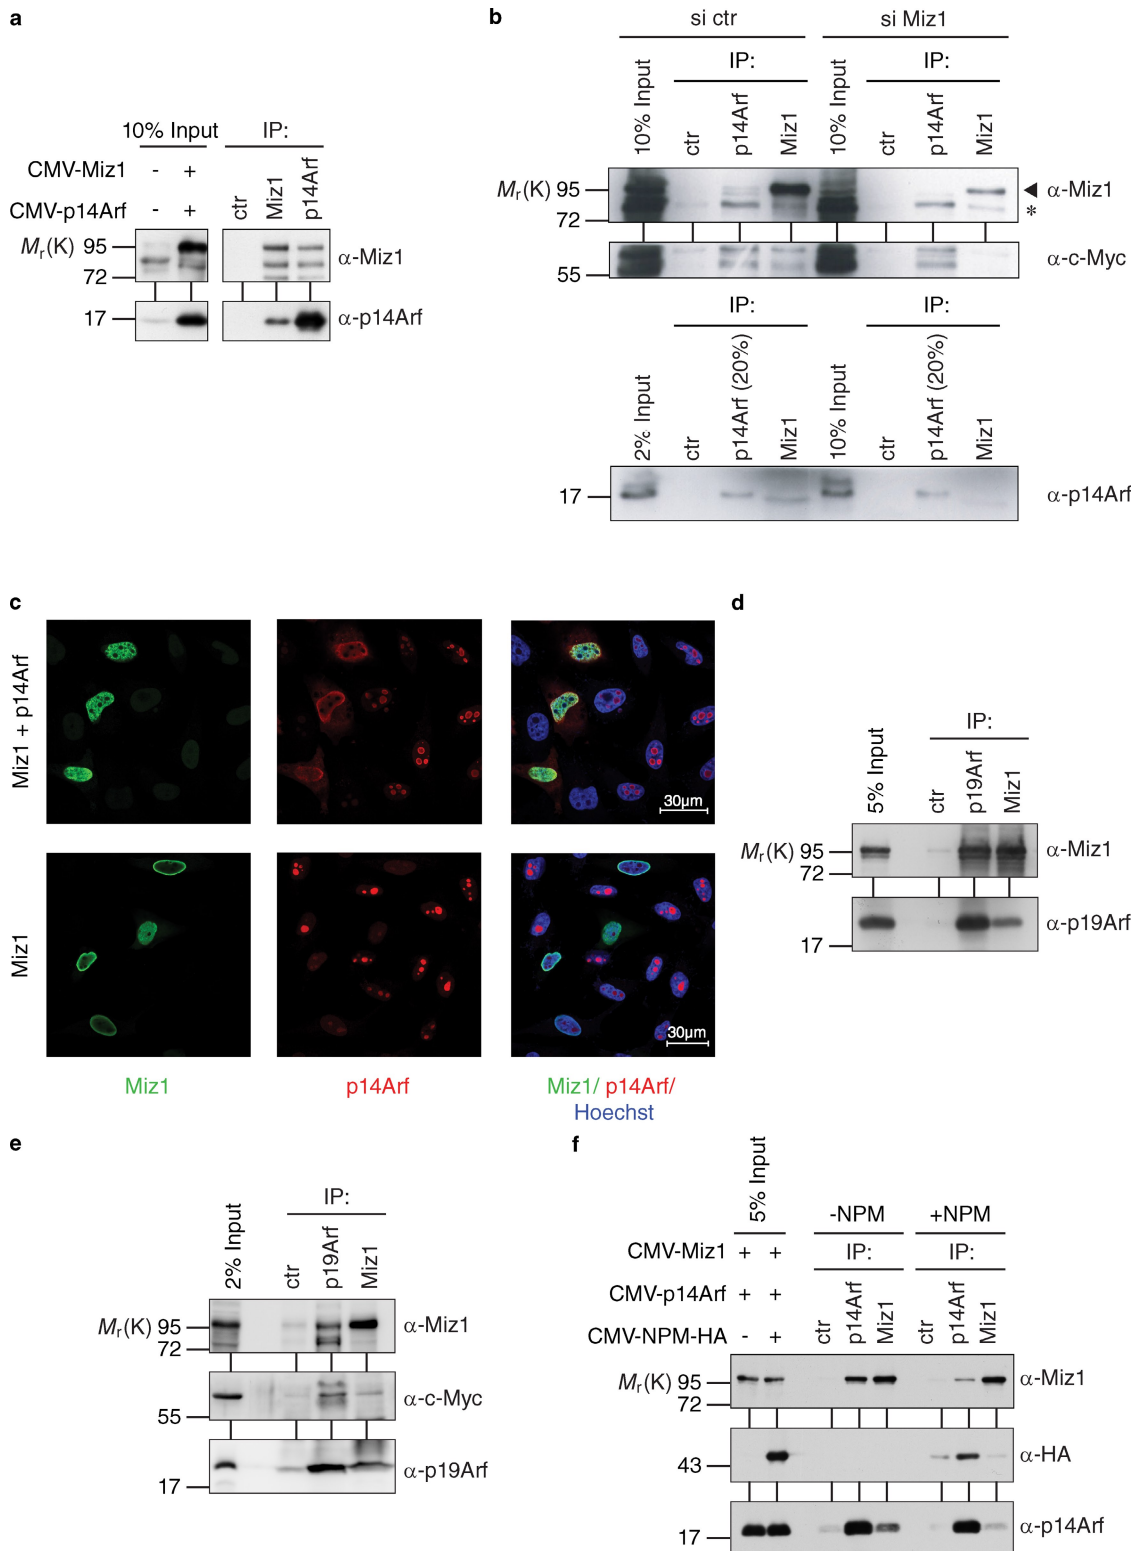 a
10% Input IP:
CMV-Miz1 - +
CMV-p14Arf - + ctr Miz1 p14Arf
Mr(K) 95
72
α-Miz1
17
α-p14Arf
b
si ctr si Miz1
IP: IP:
10% Input ctr p14Arf Miz1 10% Input ctr p14Arf Miz1
Mr(K) 95
72
◄ α-Miz1
*
55
α-c-Myc
IP: IP:
2% Input ctr p14Arf (20%) Miz1 10% Input ctr p14Arf (20%) Miz1
17
α-p14Arf
c
Miz1 + p14Arf
30μm
Miz1
30μm
Miz1 p14Arf Miz1/ p14Arf/
Hoechst
d
IP:
5% Input ctr p19Arf Miz1
Mr(K) 95
72
α-Miz1
α-p19Arf
17
e
IP:
2% Input ctr p19Arf Miz1
Mr(K) 95
72
α-Miz1
α-c-Myc
55
α-p19Arf
17
f
5% Input -NPM +NPM
CMV-Miz1 + + IP: IP:
CMV-p14Arf + +
CMV-NPM-HA - + ctr p14Arf Miz1 ctr p14Arf Miz1
Mr(K) 95
72
α-Miz1
43
α-HA
17
α-p14Arf